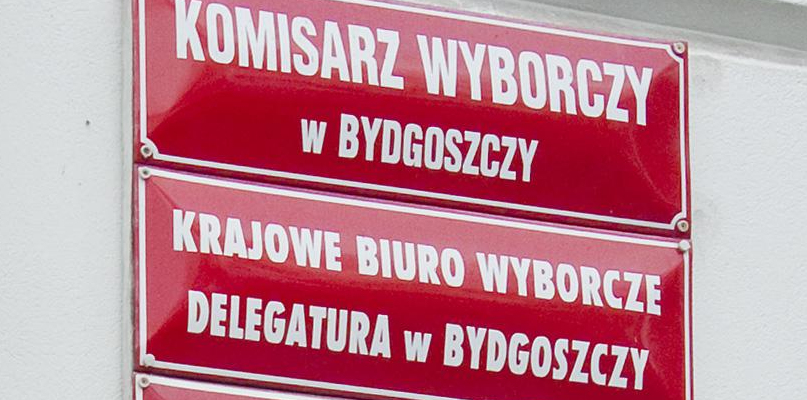 KOMISARZ WYBORCZY
w BYDGOSZCZY
KRAJOWE BIURO WYBORCZE
DELEGATURA w BYDGOSZCZY